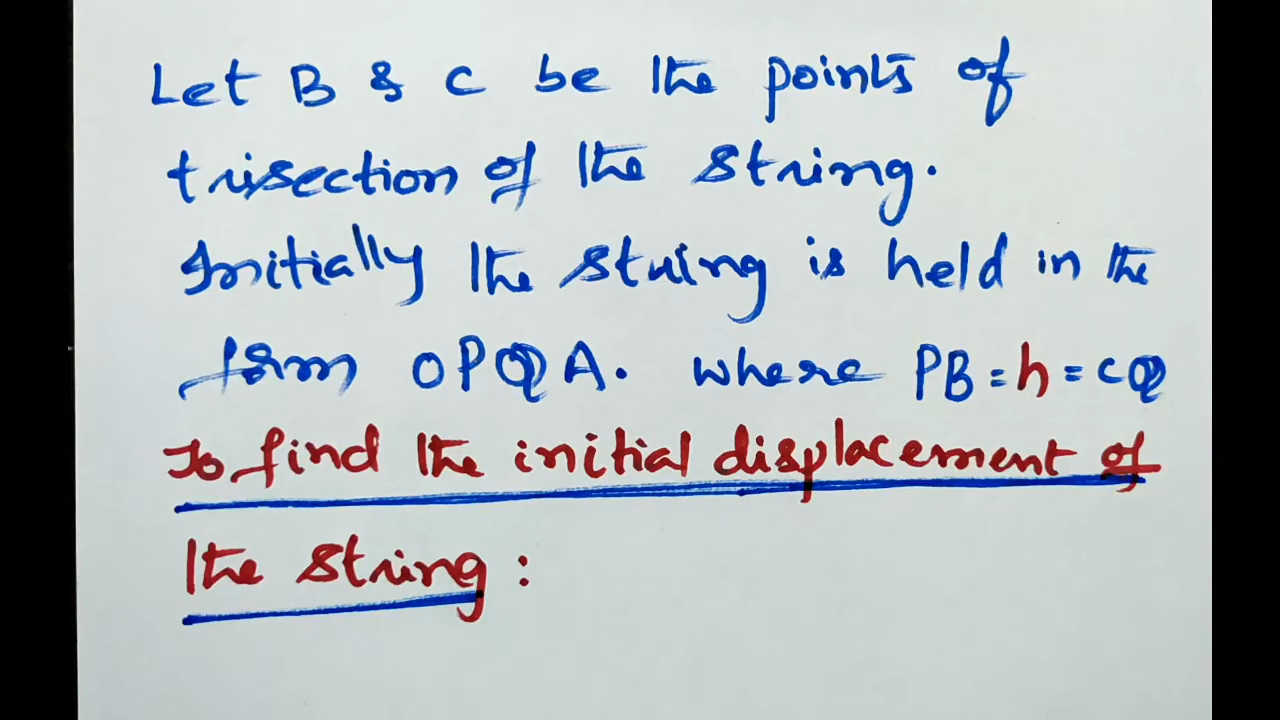 Let B & C be the points of
trisection of the string.
Initially the string is held in the
form OPQA. where PB = h = CQ
To find the initial displacement of
the string :